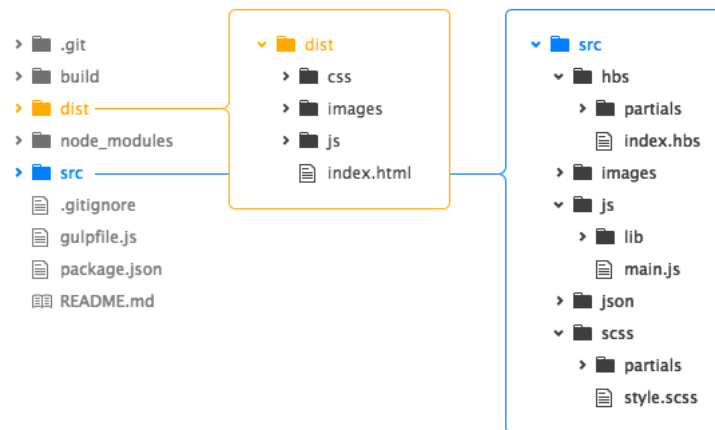 .git
build
dist
node_modules
src
.gitignore
gulpfile.js
package.json
README.md
dist
css
images
js
index.html
src
hbs
partials
index.hbs
images
js
lib
main.js
json
scss
partials
style.scss